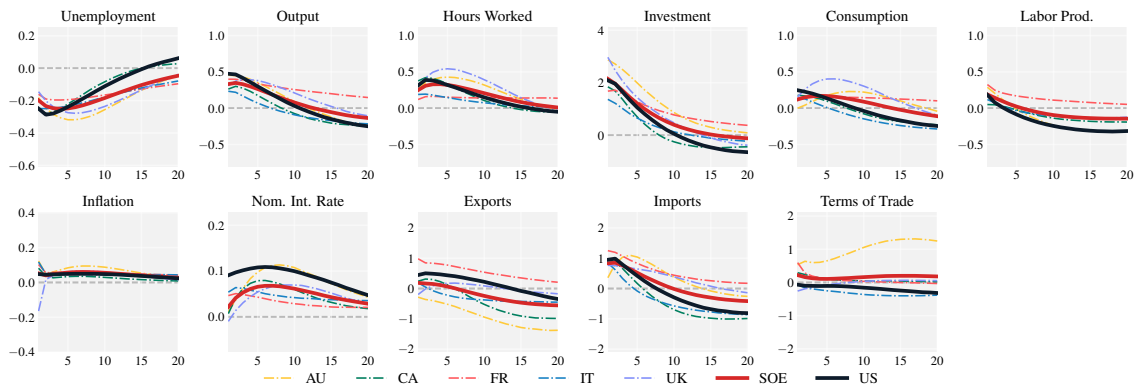 Unemployment Output Hours Worked Investment Consumption Labor Prod.
0.2 0.0 −0.2 −0.4 −0.6 5 10 15 20
1.0 0.5 0.0 −0.5 5 10 15 20
1.0 0.5 0.0 −0.5 5 10 15 20
4 2 0 5 10 15 20
1.0 0.5 0.0 −0.5 5 10 15 20
1.0 0.5 0.0 −0.5 5 10 15 20
Inflation Nom. Int. Rate Exports Imports Terms of Trade
0.4 0.2 0.0 −0.2 −0.4 5 10 15 20
0.2 0.1 0.0 5 10 15 20
2 1 0 −1 −2 5 10 15 20
2 1 0 −1 −2 5 10 15 20
2 1 0 −1 −2 5 10 15 20
AU CA FR IT UK SOE US